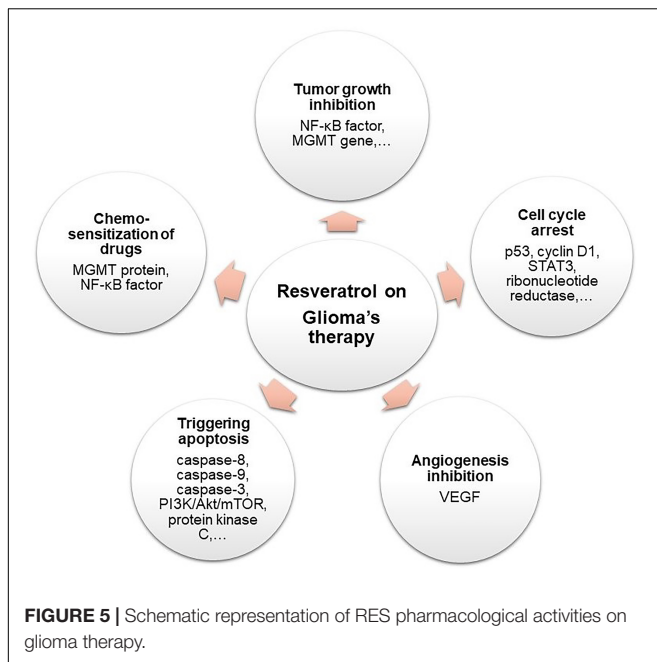 Tumor growth
inhibition
NF-κB factor,
MGMT gene,...
Chemo-
sensitization of
drugs
MGMT protein,
NF-κB factor
Cell cycle
arrest
p53, cyclin D1,
STAT3,
ribonucleotide
reductase,...
Resveratrol on
Glioma's
therapy
Triggering
apoptosis
caspase-8,
caspase-9,
caspase-3,
PI3K/Akt/mTOR,
protein kinase
C,...
Angiogenesis
inhibition
VEGF
FIGURE 5 | Schematic representation of RES pharmacological activities on
glioma therapy.